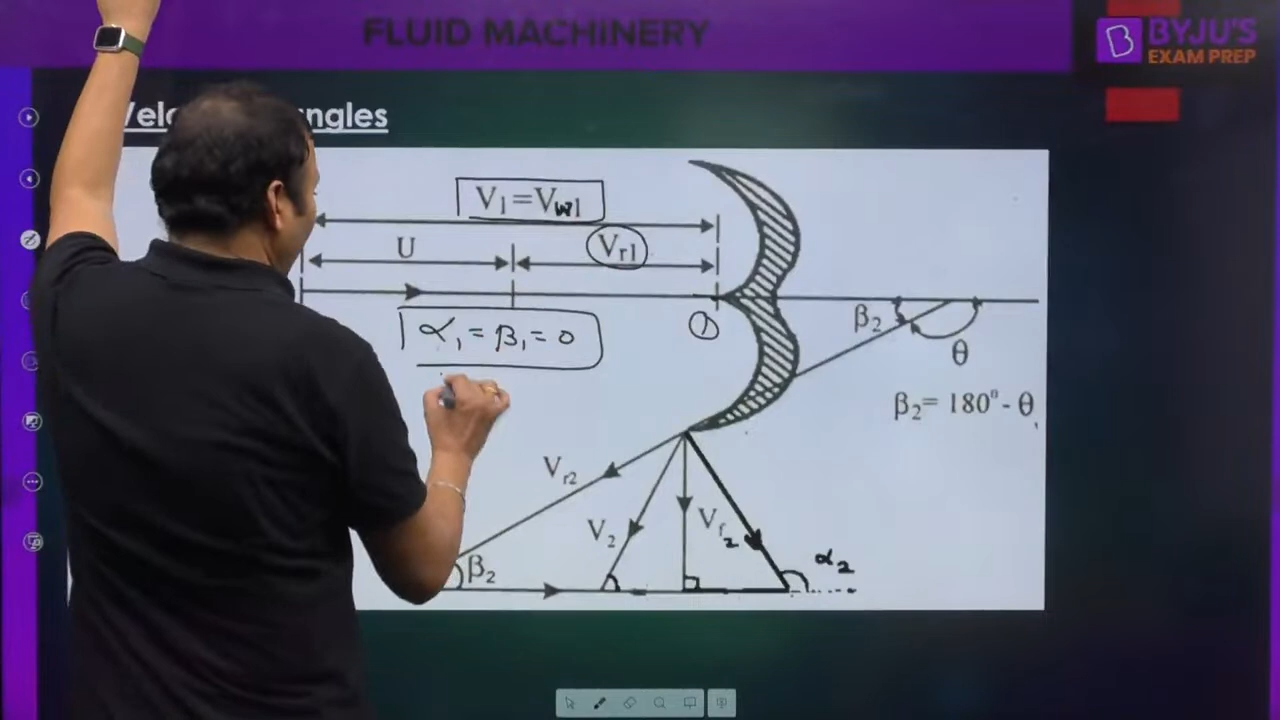 FLUID MACHINERY
BYJU'S
EXAM PREP
V1=Vw1
U
Vr1
α1 = β1 = 0
1
β2
θ
β2= 180° - θ
Vr2
V2
Vf2
α2
β2